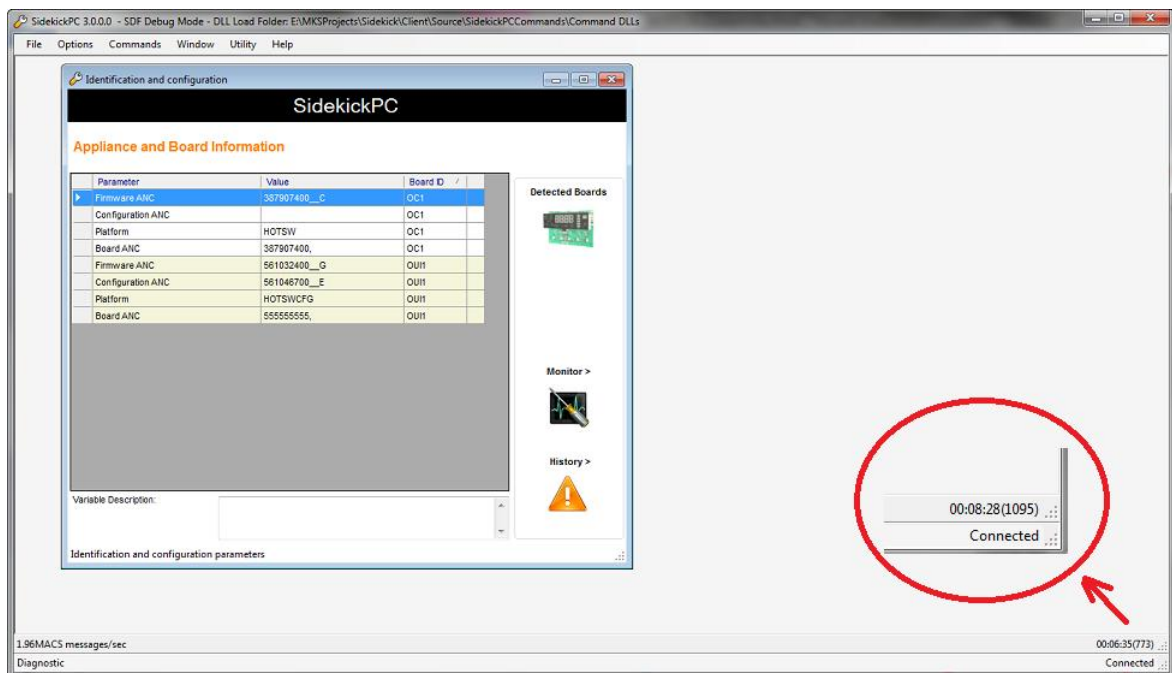 SidekickPC 3.0.0.0 - SDF Debug Mode - DLL Load Folder: E:\MKSProjects\Sidekick\Client\Source\SidekickPCCommands\Command DLLs
File Options Commands Window Utility Help
Identification and configuration
SidekickPC
Appliance and Board Information
Parameter Value Board ID
Firmware ANC 387907400__C OC1
Configuration ANC OC1
Platform HOTSW OC1
Board ANC 387907400, OC1
Firmware ANC 561032400__G OUI1
Configuration ANC 561046700__E OUI1
Platform HOTSWCFG OUI1
Board ANC 555555555, OUI1
Detected Boards
Monitor >
History >
Variable Description:
Identification and configuration parameters
00:08:28(1095)
Connected
1.96MACS messages/sec 00:06:35(773)
Diagnostic Connected